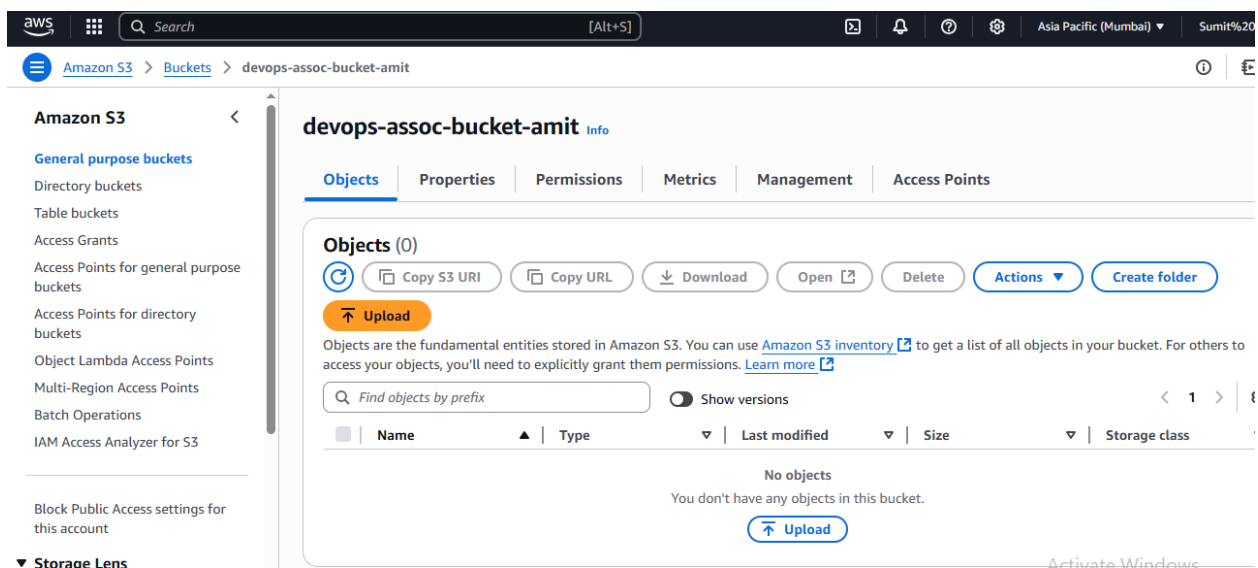 aws
Search [Alt+S]
Asia Pacific (Mumbai) ▼
Sumit%20
Amazon S3 > Buckets > devops-assoc-bucket-amit
Amazon S3
General purpose buckets
Directory buckets
Table buckets
Access Grants
Access Points for general purpose
buckets
Access Points for directory
buckets
Object Lambda Access Points
Multi-Region Access Points
Batch Operations
IAM Access Analyzer for S3
Block Public Access settings for
this account
▼ Storage Lens
devops-assoc-bucket-amit Info
Objects Properties Permissions Metrics Management Access Points
Objects (0)
Copy S3 URI Copy URL Download Open Delete Actions ▼ Create folder
Upload
Objects are the fundamental entities stored in Amazon S3. You can use Amazon S3 inventory to get a list of all objects in your bucket. For others to
access your objects, you'll need to explicitly grant them permissions. Learn more
Find objects by prefix
Show versions
< 1 >
Name Type Last modified Size Storage class
No objects
You don't have any objects in this bucket.
Upload
Activate Windows